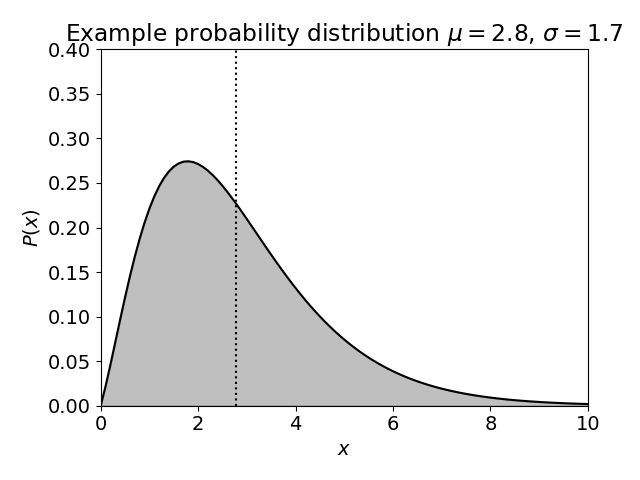 Example probability distribution μ = 2.8, σ = 1.7
0.40
0.35
0.30
0.25
0.20
0.15
0.10
0.05
0.00
P(x)
0 2 4 6 8 10
x